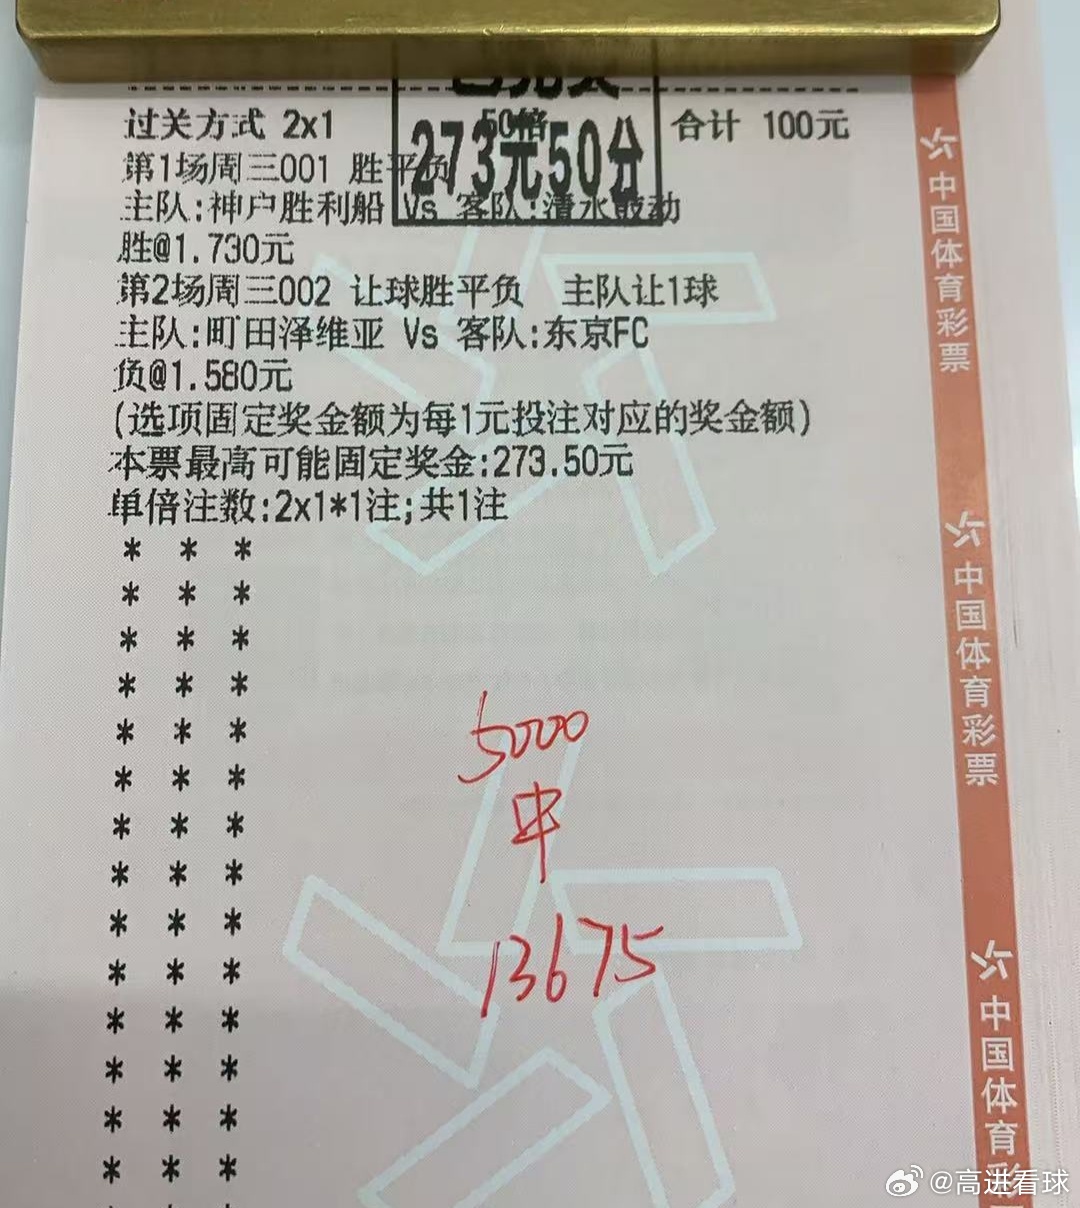 已兑奖
273元50分
过关方式 2x1 50倍 合计 100元
第1场周三001 胜平负
主队:神户胜利船 Vs 客队:清水鼓动
胜@1.730元
第2场周三002 让球胜平负 主队让1球
主队:町田泽维亚 Vs 客队:东京FC
负@1.580元
(选项固定奖金额为每1元投注对应的奖金额)
本票最高可能固定奖金:273.50元
单倍注数:2x1*1注;共1注
* * *
* * *
* * *
* * *
* * *
* * *
* * *
* * *
* * *
* * *
* * *
* * *
* * *
* * *
5000
中
13675
中国体育彩票
中国体育彩票
中国体育彩
@高进看球